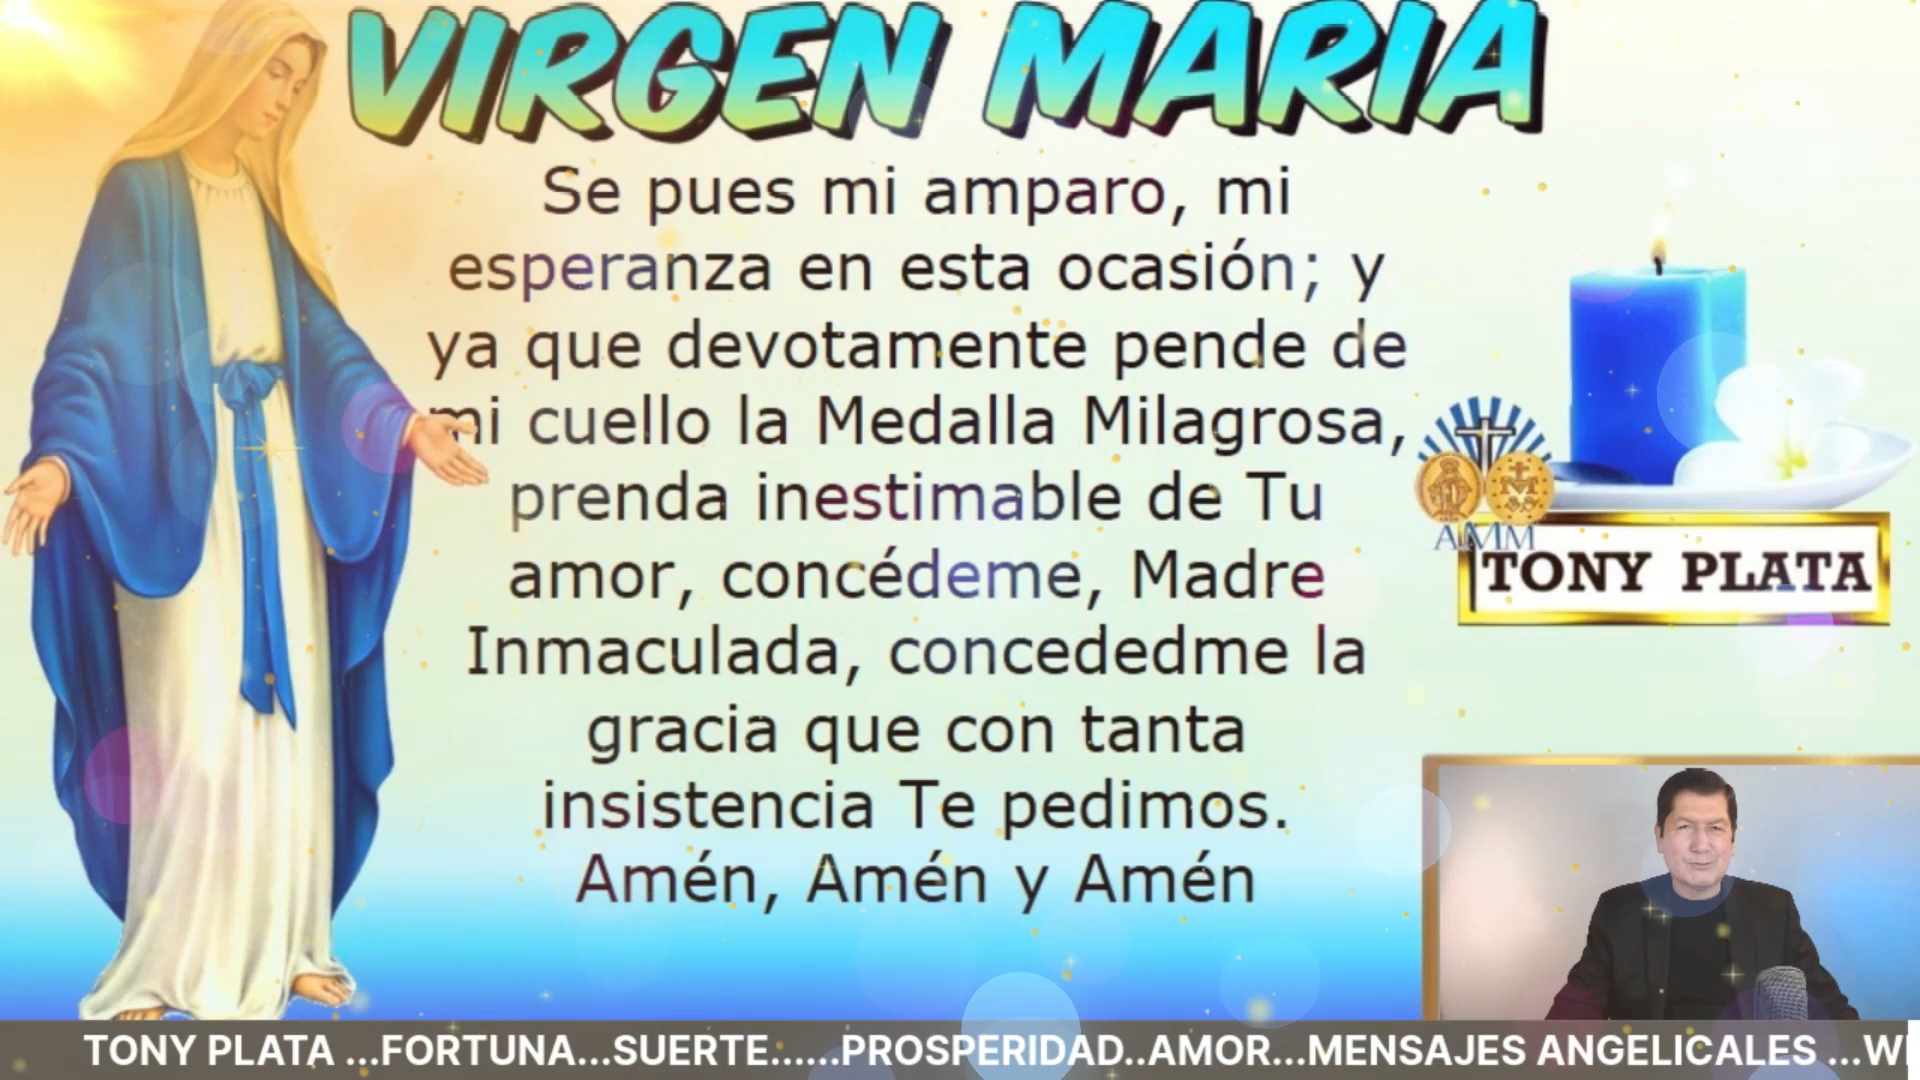 VIRGEN MARIA
Se pues mi amparo, mi
esperanza en esta ocasión; y
ya que devotamente pende de
mi cuello la Medalla Milagrosa,
prenda inestimable de Tu
amor, concédeme, Madre
Inmaculada, concededme la
gracia que con tanta
insistencia Te pedimos.
Amén, Amén y Amén
AMM
TONY PLATA
TONY PLATA ...FORTUNA...SUERTE......PROSPERIDAD..AMOR...MENSAJES ANGELICALES ...